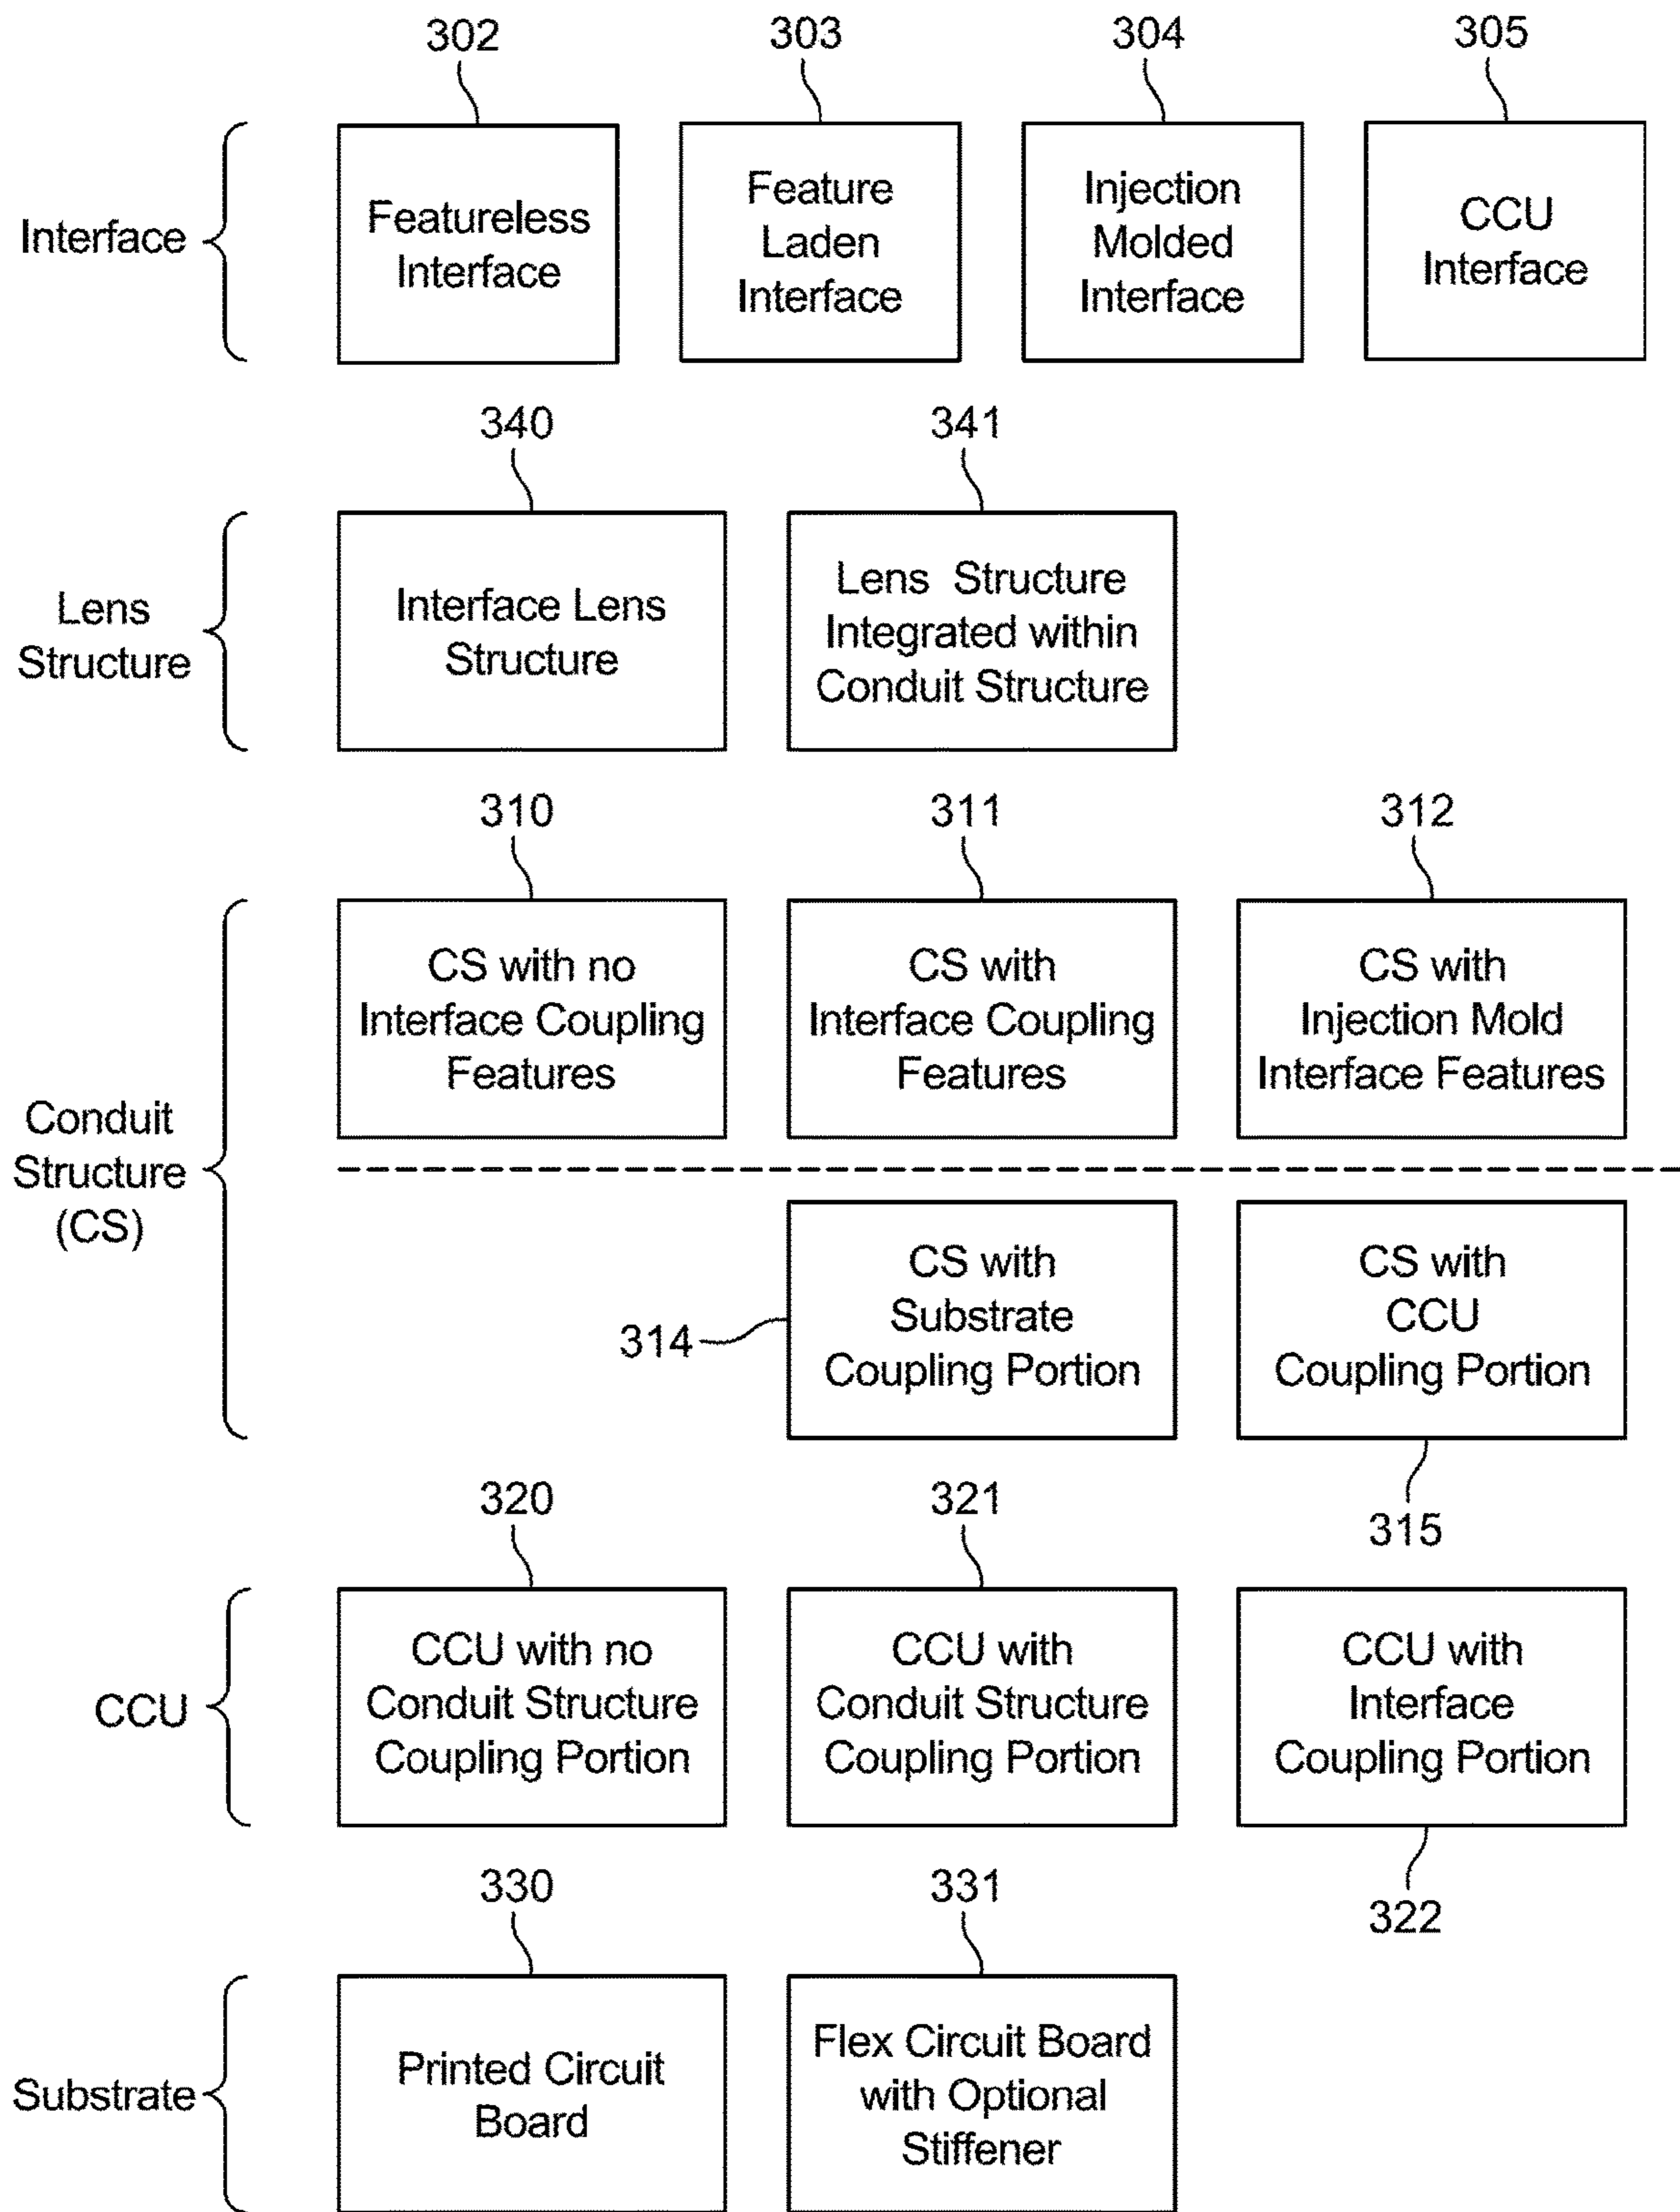 302
303
304
305
Interface
Featureless
Interface
Feature
Laden
Interface
Injection
Molded
Interface
CCU
Interface
340
341
Lens
Structure
Interface Lens
Structure
Lens Structure
Integrated within
Conduit Structure
310
311
312
Conduit
Structure
(CS)
CS with no
Interface Coupling
Features
CS with
Interface Coupling
Features
CS with
Injection Mold
Interface Features
314
CS with
Substrate
Coupling Portion
CS with
CCU
Coupling Portion
315
320
321
CCU
CCU with no
Conduit Structure
Coupling Portion
CCU with
Conduit Structure
Coupling Portion
CCU with
Interface
Coupling Portion
322
330
331
Substrate
Printed Circuit
Board
Flex Circuit Board
with Optional
Stiffener